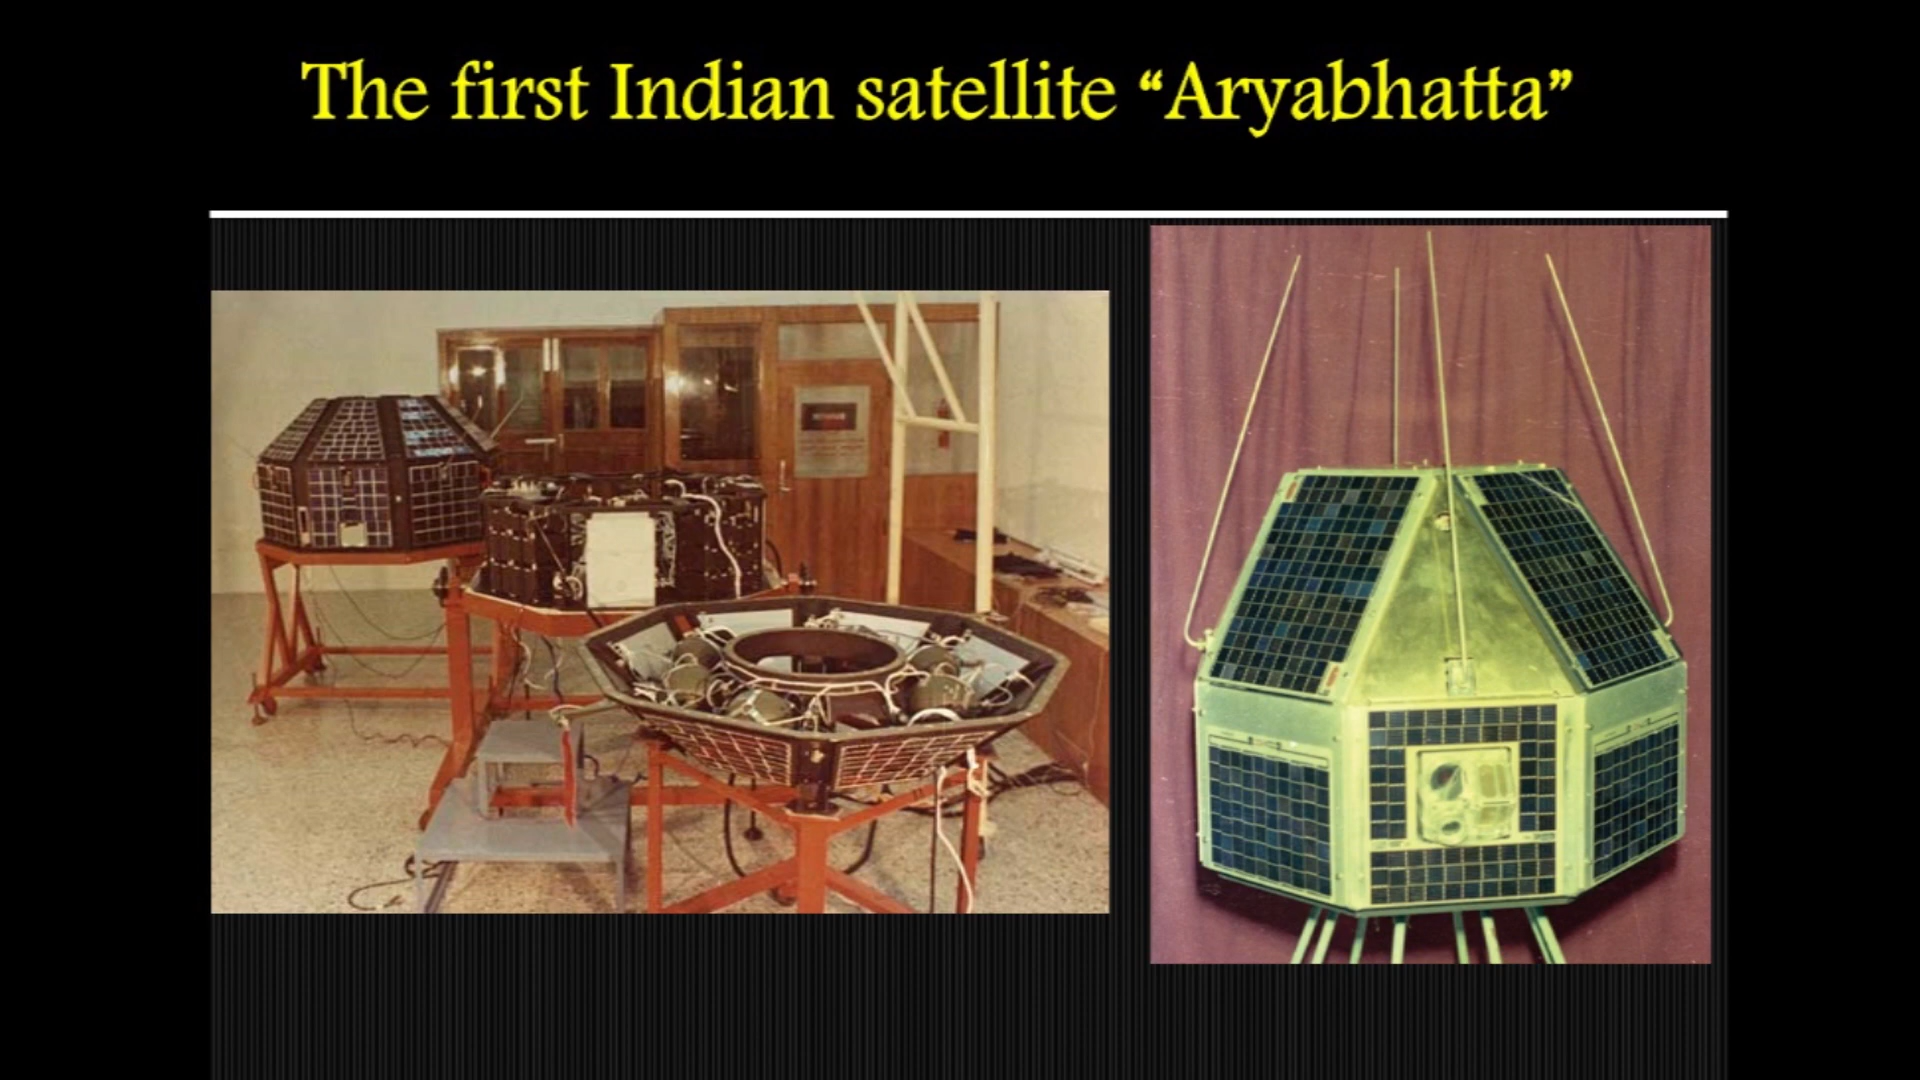 The first Indian satellite “Aryabhatta”